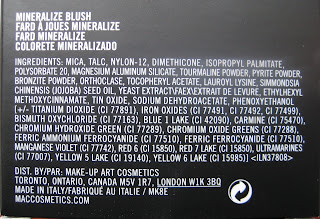 MINERALIZE BLUSH
FARD À JOUES MINERALIZE
FARD MINERALIZE
COLORETE MINERALIZADO
INGREDIENTS: MICA, TALC, NYLON-12, DIMETHICONE, ISOPROPYL PALMITATE,
POLYSORBATE 20, MAGNESIUM ALUMINUM SILICATE, TOURMALINE POWDER, PYRITE POWDER,
BRONZITE POWDER, ORTHOCLASE, TOCOPHERYL ACETATE, LAUROYL LYSINE, SIMMONDSIA
CHINENSIS (JOJOBA) SEED OIL, YEAST EXTRACT\FAEX\EXTRAIT DE LEVURE, ETHYLHEXYL
METHOXYCINNAMATE, TIN OXIDE, SODIUM DEHYDROACETATE, PHENOXYETHANOL
[+/- TITANIUM DIOXIDE (CI 77891), IRON OXIDES (CI 77491, CI 77492, CI 77499),
BISMUTH OXYCHLORIDE (CI 77163), BLUE 1 LAKE (CI 42090), CARMINE (CI 75470),
CHROMIUM HYDROXIDE GREEN (CI 77289), CHROMIUM OXIDE GREENS (CI 77288),
FERRIC AMMONIUM FERROCYANIDE (CI 77510), FERRIC FERROCYANIDE (CI 77510),
MANGANESE VIOLET (CI 77742), RED 6 (CI 15850), RED 7 LAKE (CI 15850), ULTRAMARINES
(CI 77007), YELLOW 5 LAKE (CI 19140), YELLOW 6 LAKE (CI 15985)] <ILN37808>
DIST. BY/PAR: MAKE-UP ART COSMETICS
TORONTO, ONTARIO, CANADA M5V 1R7, LONDON W1K 3BQ
MADE IN ITALY/FABRIQUÉ AU ITALIE / MK8E
MACCOSMETICS.COM